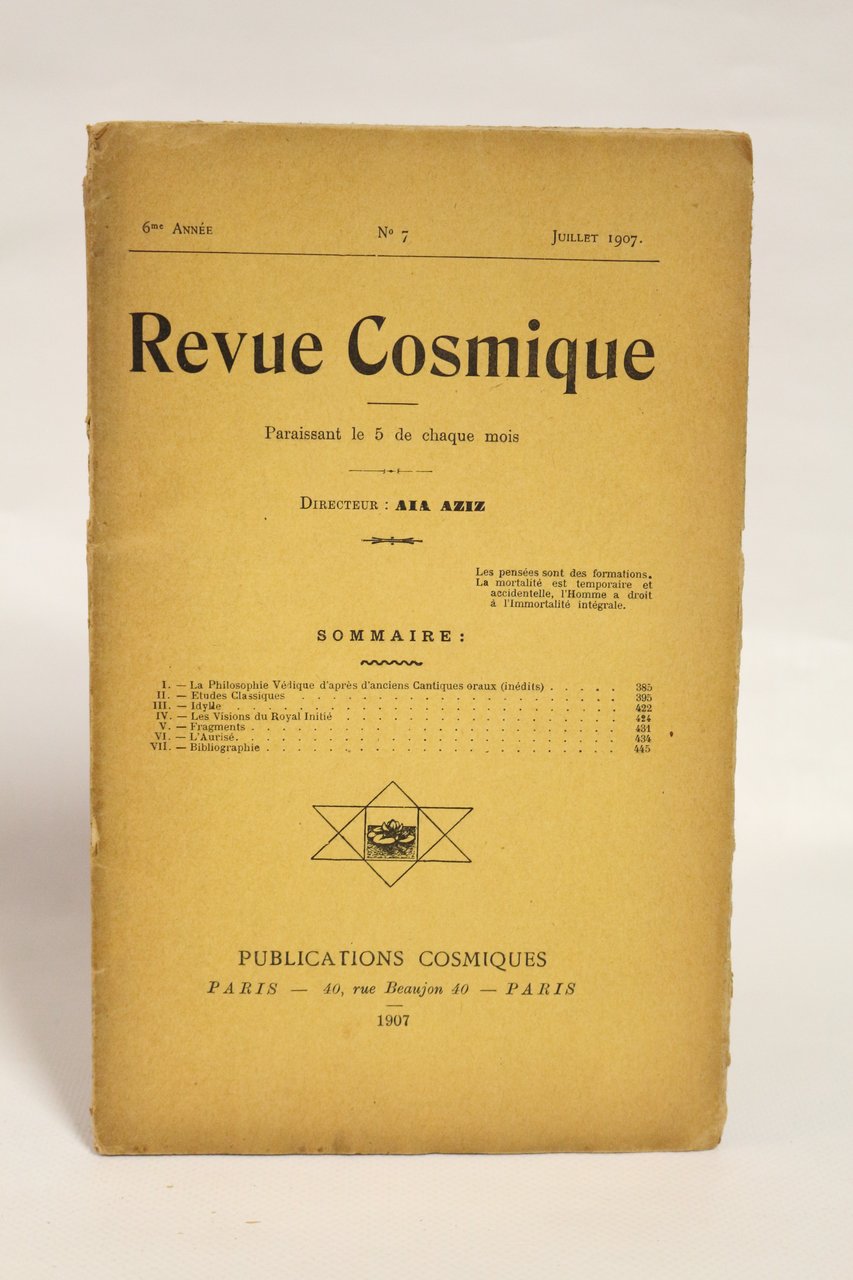 6me ANNÉE
Nº 7
JUILLET 1907.
Revue Cosmique
Paraissant le 5 de chaque mois
DIRECTEUR : AIA AZIZ
Les pensées sont des formations.
La mortalité est temporaire et
accidentelle, l'Homme a droit
à l'Immortalité intégrale.
SOMMAIRE :
I. — La Philosophie Védique d'après d'anciens Cantiques oraux (inédits) . . . . . 385
II. — Etudes Classiques . . . . . . . . . . . . . . . . . 395
III. — Idylle . . . . . . . . . . . . . . . . . . . . 422
IV. — Les Visions du Royal Initié . . . . . . . . . . . . . . 424
V. — Fragments . . . . . . . . . . . . . . . . . . . 431
VI. — L'Aurisé. . . . . . . . . . . . . . . . . . . . 434
VII. — Bibliographie . . . . . . . . . . . . . . . . . . 445
PUBLICATIONS COSMIQUES
PARIS — 40, rue Beaujon 40 — PARIS
1907